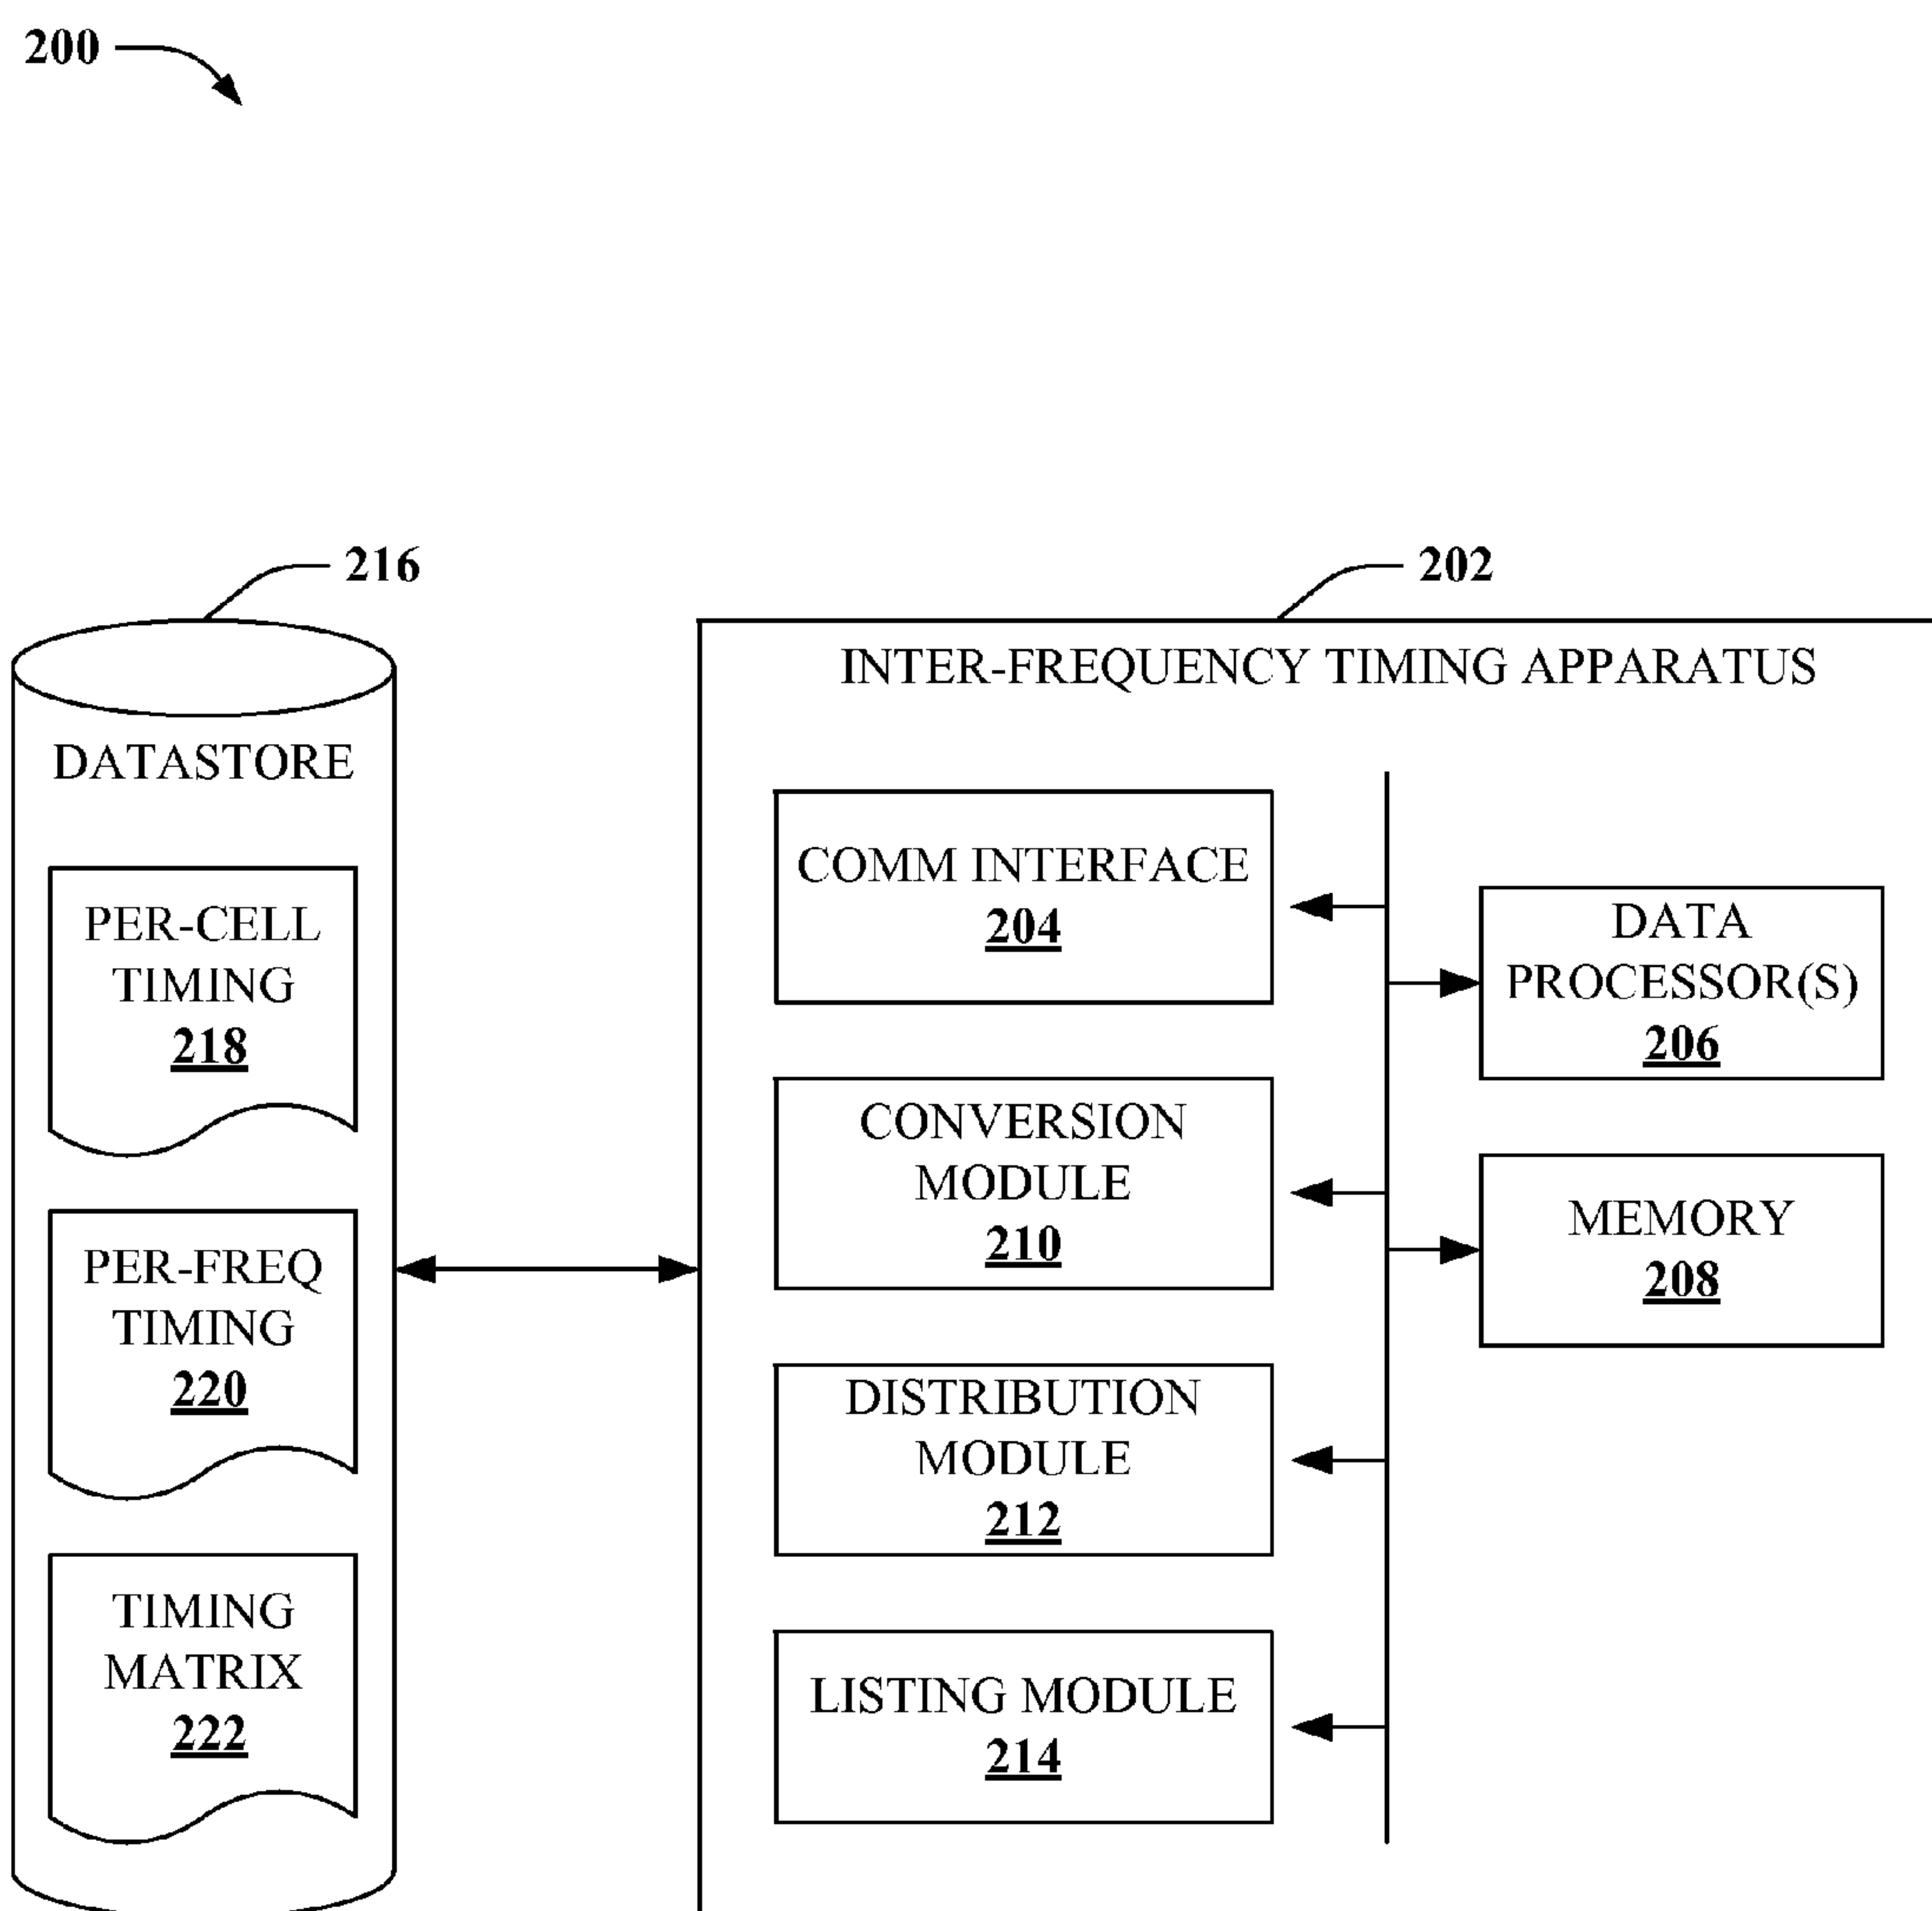 200
216
202
DATASTORE
PER-CELL
TIMING
218
PER-FREQ
TIMING
220
TIMING
MATRIX
222
INTER-FREQUENCY TIMING APPARATUS
COMM INTERFACE
204
CONVERSION
MODULE
210
DISTRIBUTION
MODULE
212
LISTING MODULE
214
DATA
PROCESSOR(S)
206
MEMORY
208